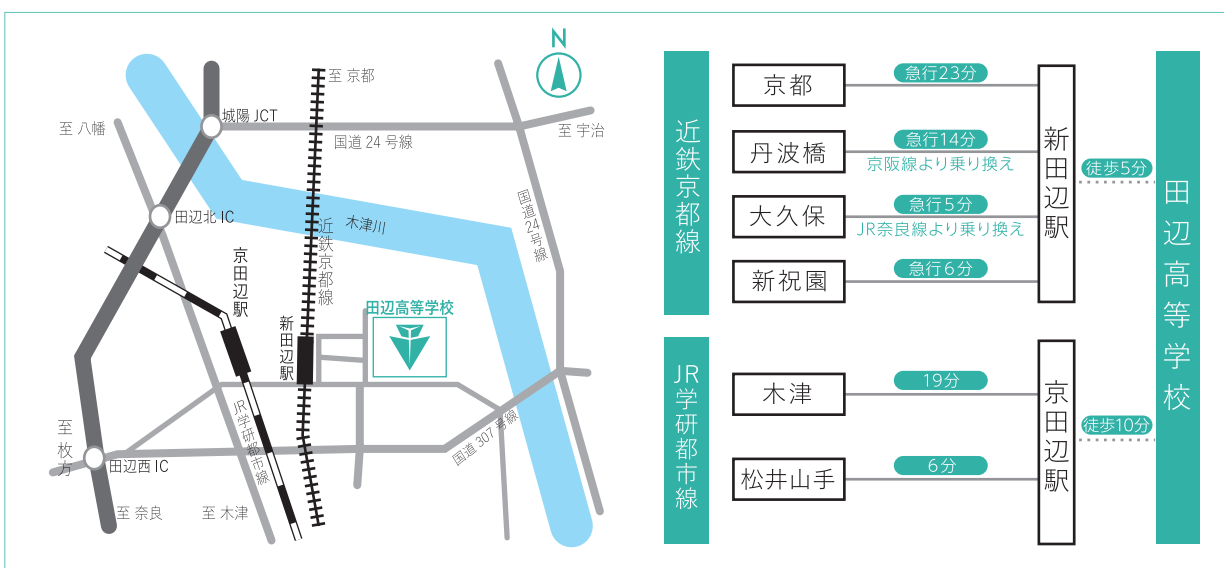 N
至 京都
城陽 JCT
至 八幡
国道 24 号線
至 宇治
田辺北 IC
木津川
国道24号線
近鉄京都線
京田辺駅
田辺高等学校
新田辺駅
JR学研都市線
国道 307 号線
至 枚方
田辺西 IC
至 奈良
至 木津
近鉄京都線
京都
急行23分
丹波橋
急行14分
京阪線より乗り換え
大久保
急行5分
JR奈良線より乗り換え
新祝園
急行6分
新田辺駅
徒歩5分
JR学研都市線
木津
19分
松井山手
6分
京田辺駅
徒歩10分
田辺高等学校